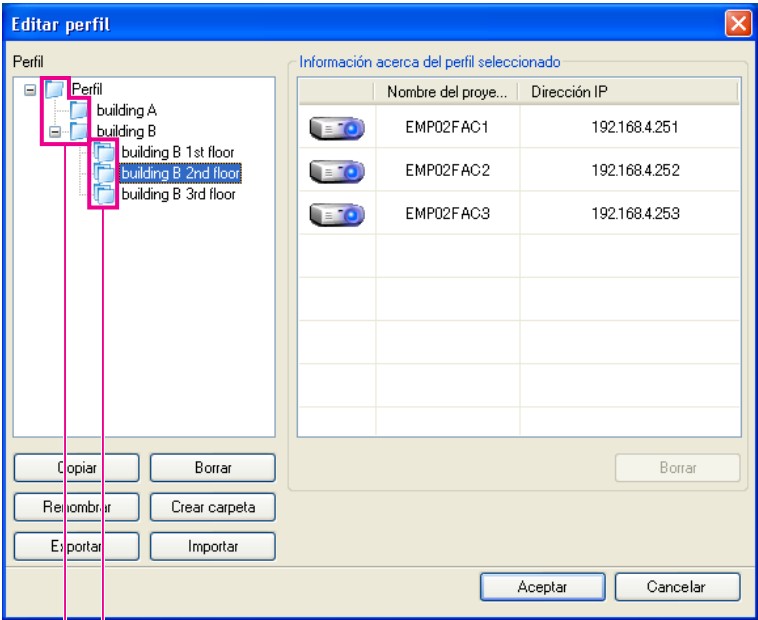 Editar perfil
Perfil
Perfil
building A
building B
building B 1st floor
building B 2nd floor
building B 3rd floor
Copiar
Borrar
Renombrar
Crear carpeta
Exportar
Importar
Información acerca del perfil seleccionado
Nombre del proye... Dirección IP
EMP02FAC1 192.168.4.251
EMP02FAC2 192.168.4.252
EMP02FAC3 192.168.4.253
Borrar
Aceptar
Cancelar